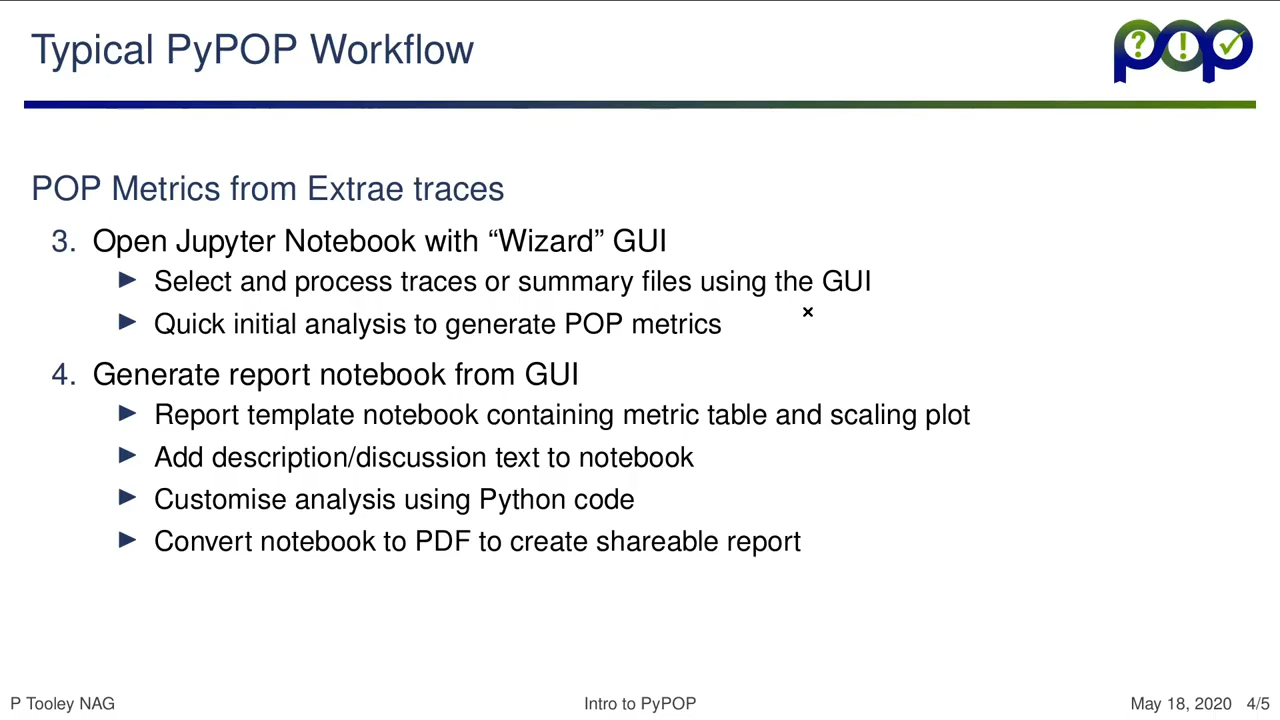 Typical PyPOP Workflow
pop
POP Metrics from Extrae traces
3. Open Jupyter Notebook with “Wizard” GUI
Select and process traces or summary files using the GUI
Quick initial analysis to generate POP metrics
4. Generate report notebook from GUI
Report template notebook containing metric table and scaling plot
Add description/discussion text to notebook
Customise analysis using Python code
Convert notebook to PDF to create shareable report
P Tooley NAG
Intro to PyPOP
May 18, 2020 4/5